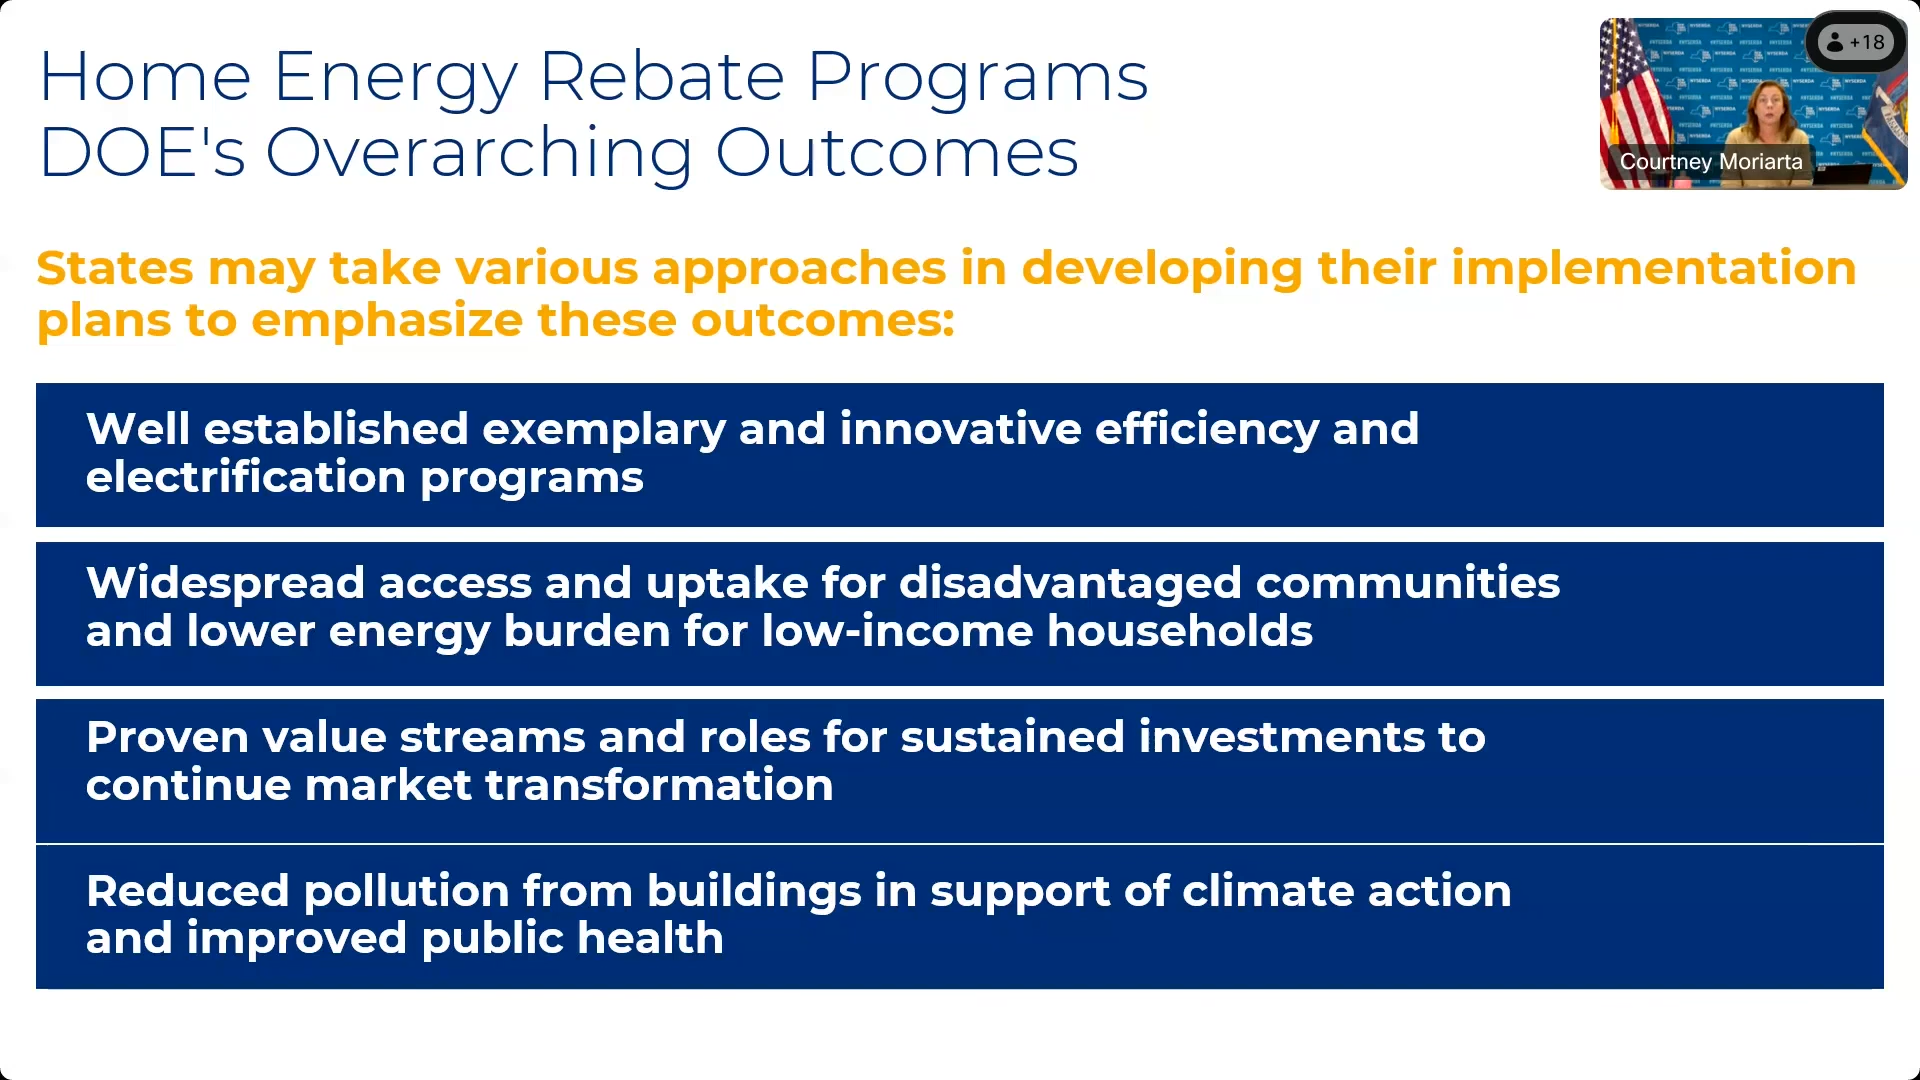 Home Energy Rebate Programs
DOE's Overarching Outcomes
+18
Courtney Moriarta
States may take various approaches in developing their implementation
plans to emphasize these outcomes:
Well established exemplary and innovative efficiency and
electrification programs
Widespread access and uptake for disadvantaged communities
and lower energy burden for low-income households
Proven value streams and roles for sustained investments to
continue market transformation
Reduced pollution from buildings in support of climate action
and improved public health